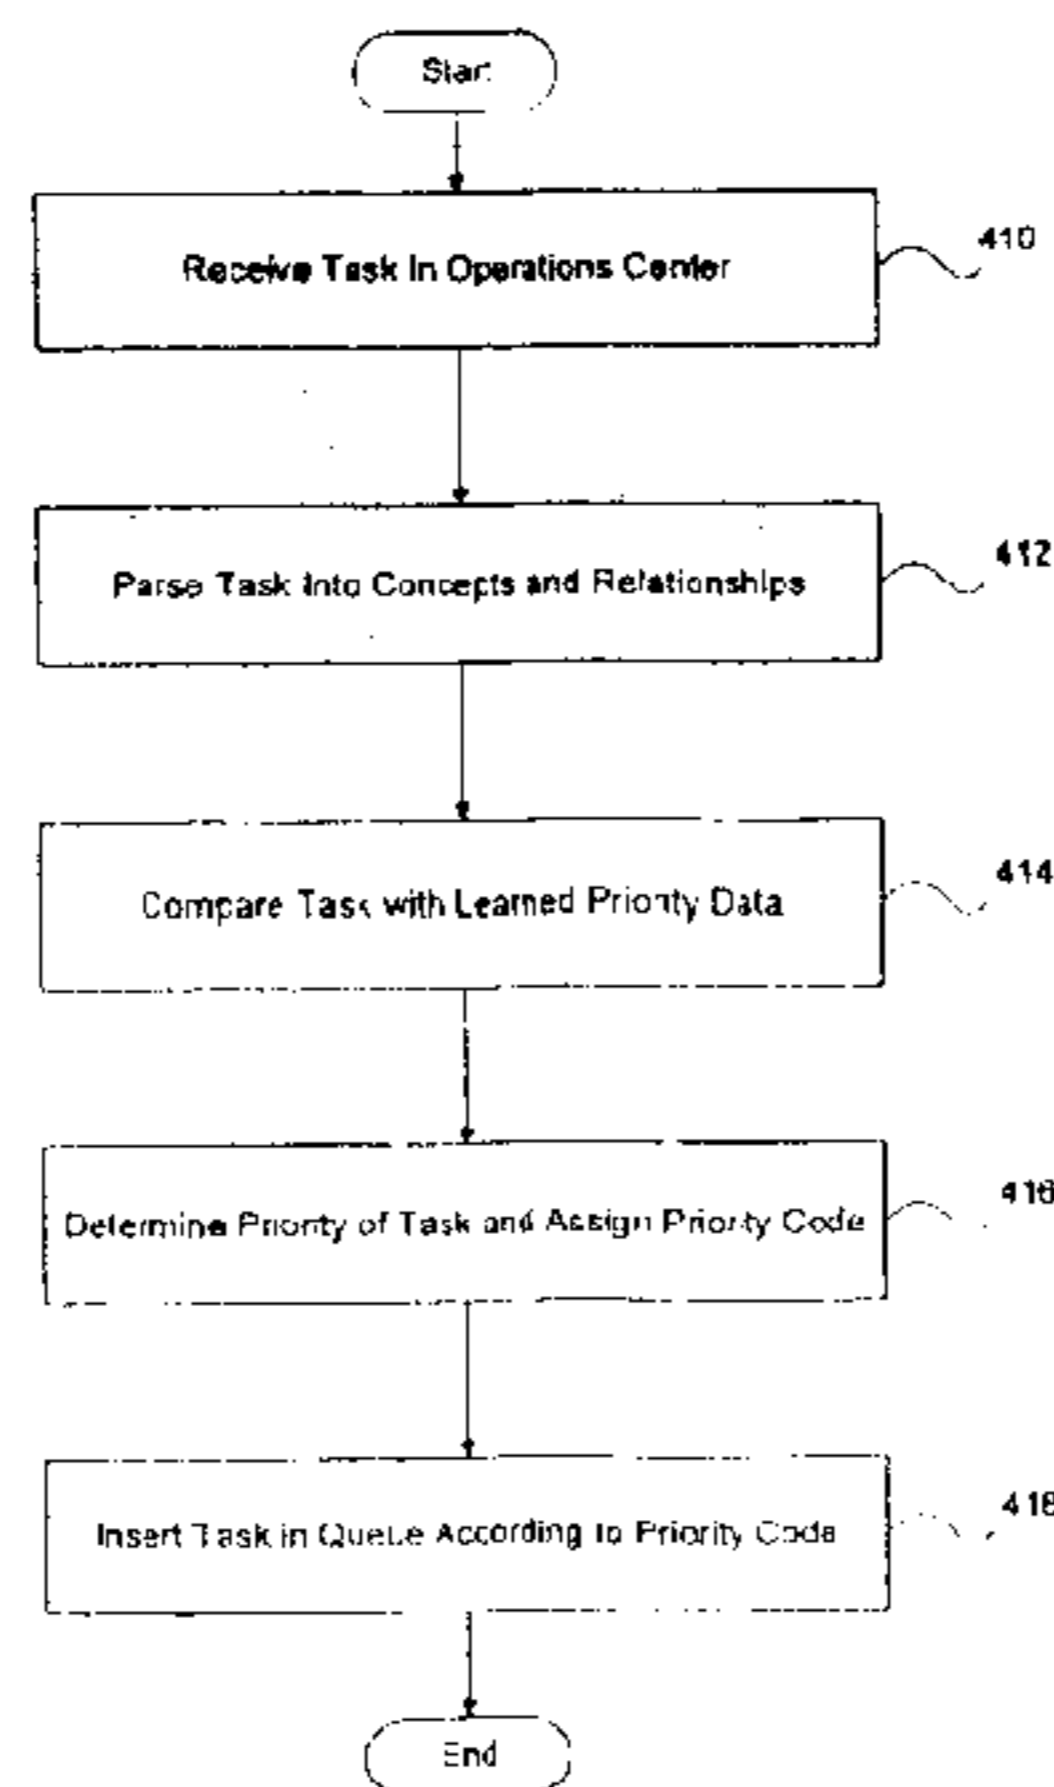 Start
Receive Task In Operations Center
410
Parse Task Into Concepts and Relationships
412
Compare Task with Learned Priority Data
414
Determine Priority of Task and Assign Priority Code
416
Insert Task in Queue According to Priority Code
418
End